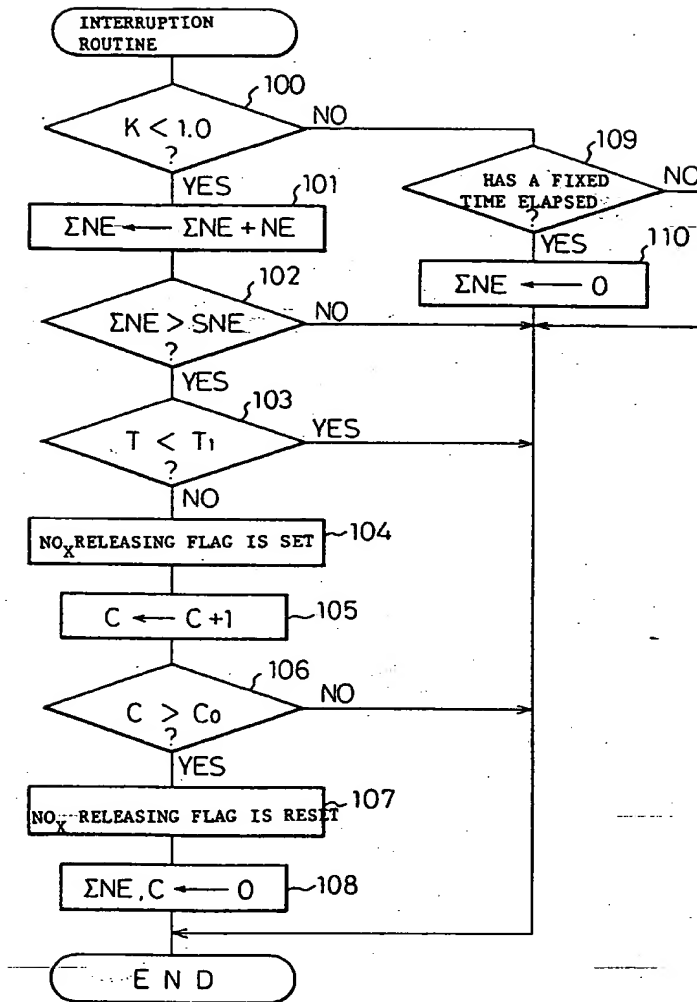 INTERRUPTION
ROUTINE
100
K < 1.0
?
NO
YES
109
HAS A FIXED
TIME ELAPSED
?
NO
YES
101
ΣNE ← ΣNE + NE
110
ΣNE ← 0
102
ΣNE > SNE
?
NO
YES
103
T < T₁
?
YES
NO
104
NOX RELEASING FLAG IS SET
105
C ← C+1
106
C > C₀
?
NO
YES
107
NOX RELEASING FLAG IS RESET
108
ΣNE, C ← 0
END